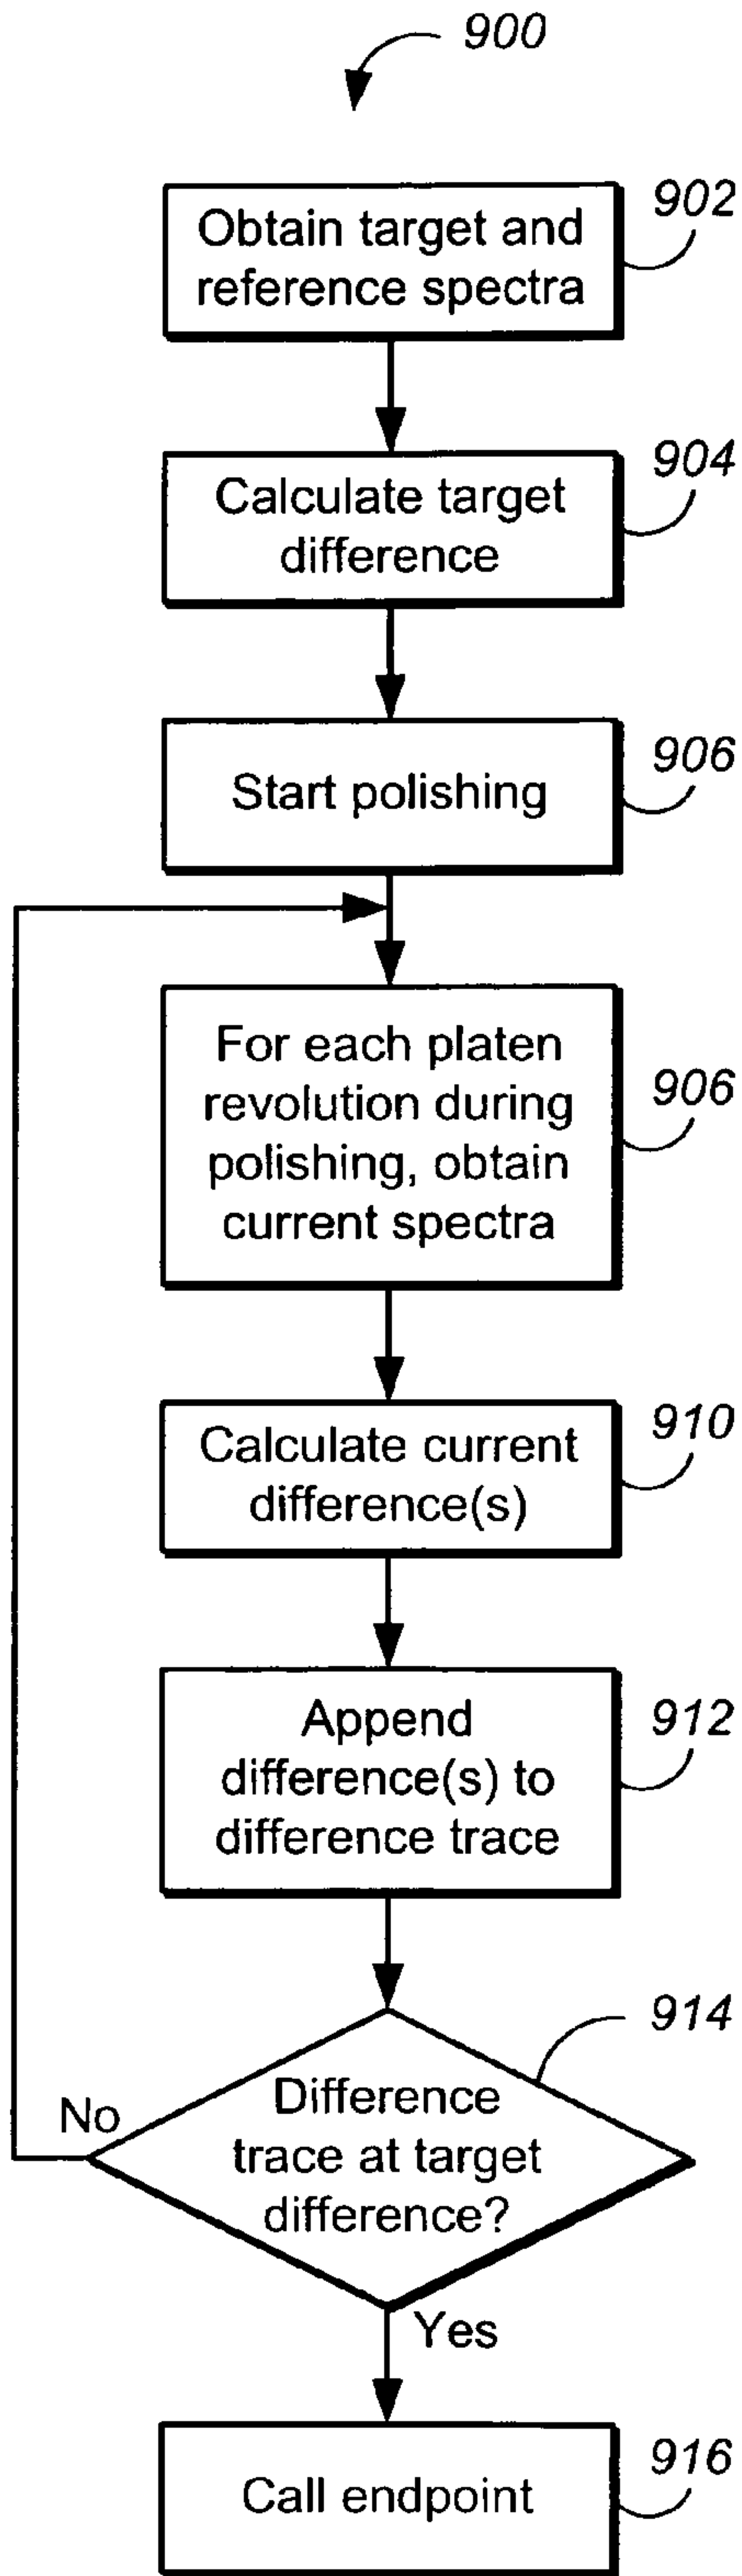 900
902
Obtain target and
reference spectra
904
Calculate target
difference
906
Start polishing
For each platen
revolution during
polishing, obtain
current spectra
906
Calculate current
difference(s)
910
Append
difference(s) to
difference trace
912
914
Difference
trace at target
difference?
No
Yes
Call endpoint
916